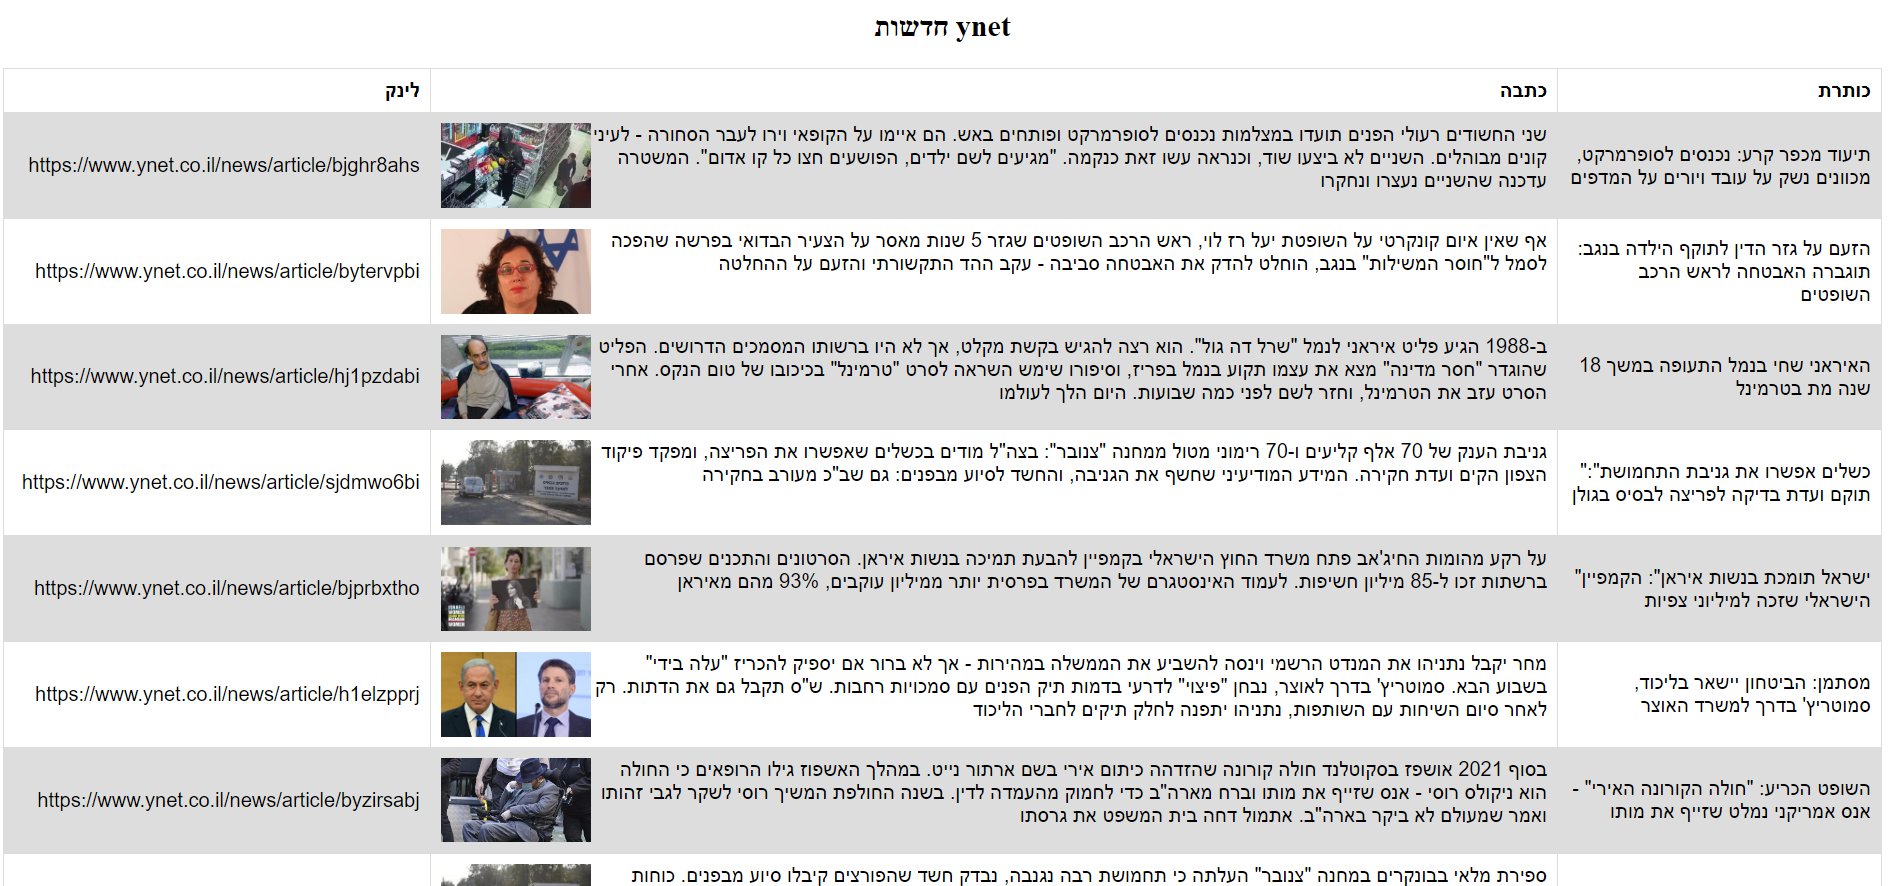 חדשות ynet
כותרת
כתבה
לינק
תיעוד מכפר קרע: נכנסים לסופרמרקט,
מכוונים נשק על עובד ויורים על המדפים
שני החשודים רעולי הפנים תועדו במצלמות נכנסים לסופרמרקט ופותחים באש. הם איימו על הקופאי וירו לעבר הסחורה - לעיני
קונים מבוהלים. השניים לא ביצעו שוד, וכנראה עשו זאת כנקמה. "מגיעים לשם ילדים, הפושעים חצו כל קו אדום". המשטרה
עדכנה שהשניים נעצרו ונחקרו
https://www.ynet.co.il/news/article/bjghr8ahs
הזעם על גזר הדין לתוקף הילדה בנגב:
תוגברה האבטחה לראש הרכב
השופטים
אף שאין איום קונקרטי על השופטת יעל רז לוי, ראש הרכב השופטים שגזר 5 שנות מאסר על הצעיר הבדואי בפרשה שהפכה
לסמל ל"חוסר המשילות" בנגב, הוחלט להדק את האבטחה סביבה - עקב ההד התקשורתי והזעם על ההחלטה
https://www.ynet.co.il/news/article/bytervpbi
האיראני שחי בנמל התעופה במשך 18
שנה מת בטרמינל
ב-1988 הגיע פליט איראני לנמל "שרל דה גול". הוא רצה להגיש בקשת מקלט, אך לא היו ברשותו המסמכים הדרושים. הפליט
שהוגדר "חסר מדינה" מצא את עצמו תקוע בנמל בפריז, וסיפורו שימש השראה לסרט "טרמינל" בכיכובו של טום הנקס. אחרי
הסרט עזב את הטרמינל, וחזר לשם לפני כמה שבועות. היום הלך לעולמו
https://www.ynet.co.il/news/article/hj1pzdabi
כשלים אפשרו את גניבת התחמושת":"
תוקם ועדת בדיקה לפריצה לבסיס בגולן
גניבת הענק של 70 אלף קליעים ו-70 רימוני מטול ממחנה "צנובר": בצה"ל מודים בכשלים שאפשרו את הפריצה, ומפקד פיקוד
הצפון הקים ועדת חקירה. המידע המודיעיני שחשף את הגניבה, והחשד לסיוע מבפנים: גם שב"כ מעורב בחקירה
https://www.ynet.co.il/news/article/sjdmwo6bi
ישראל תומכת בנשות איראן": הקמפיין"
הישראלי שזכה למיליוני צפיות
על רקע מהומות החיג'אב פתח משרד החוץ הישראלי בקמפיין להבעת תמיכה בנשות איראן. הסרטונים והתכנים שפרסם
ברשתות זכו ל-85 מיליון חשיפות. לעמוד האינסטגרם של המשרד בפרסית יותר ממיליון עוקבים, 93% מהם מאיראן
https://www.ynet.co.il/news/article/bjprbxtho
מסתמן: הביטחון יישאר בליכוד,
סמוטריץ' בדרך למשרד האוצר
מחר יקבל נתניהו את המנדט הרשמי וינסה להשביע את הממשלה במהירות - אך לא ברור אם יספיק להכריז "עלה בידי"
בשבוע הבא. סמוטריץ' בדרך לאוצר, נבחן "פיצוי" לדרעי בדמות תיק הפנים עם סמכויות רחבות. ש"ס תקבל גם את הדתות. רק
לאחר סיום השיחות עם השותפות, נתניהו יתפנה לחלק תיקים לחברי הליכוד
https://www.ynet.co.il/news/article/h1elzpprj
השופט הכריע: "חולה הקורונה האירי" -
אנס אמריקני נמלט שזייף את מותו
בסוף 2021 אושפז בסקוטלנד חולה קורונה שהזדהה כיתום אירי בשם ארתור נייט. במהלך האשפוז גילו הרופאים כי החולה
הוא ניקולס רוסי - אנס שזייף את מותו וברח מארה"ב כדי לחמוק מהעמדה לדין. בשנה החולפת המשיך רוסי לשקר לגבי זהותו
ואמר שמעולם לא ביקר בארה"ב. אתמול דחה בית המשפט את גרסתו
https://www.ynet.co.il/news/article/byzirsabj
ספירת מלאי בבונקרים במחנה "צנובר" העלתה כי תחמושת רבה נגנבה, נבדק חשד שהפורצים קיבלו סיוע מבפנים. כוחות